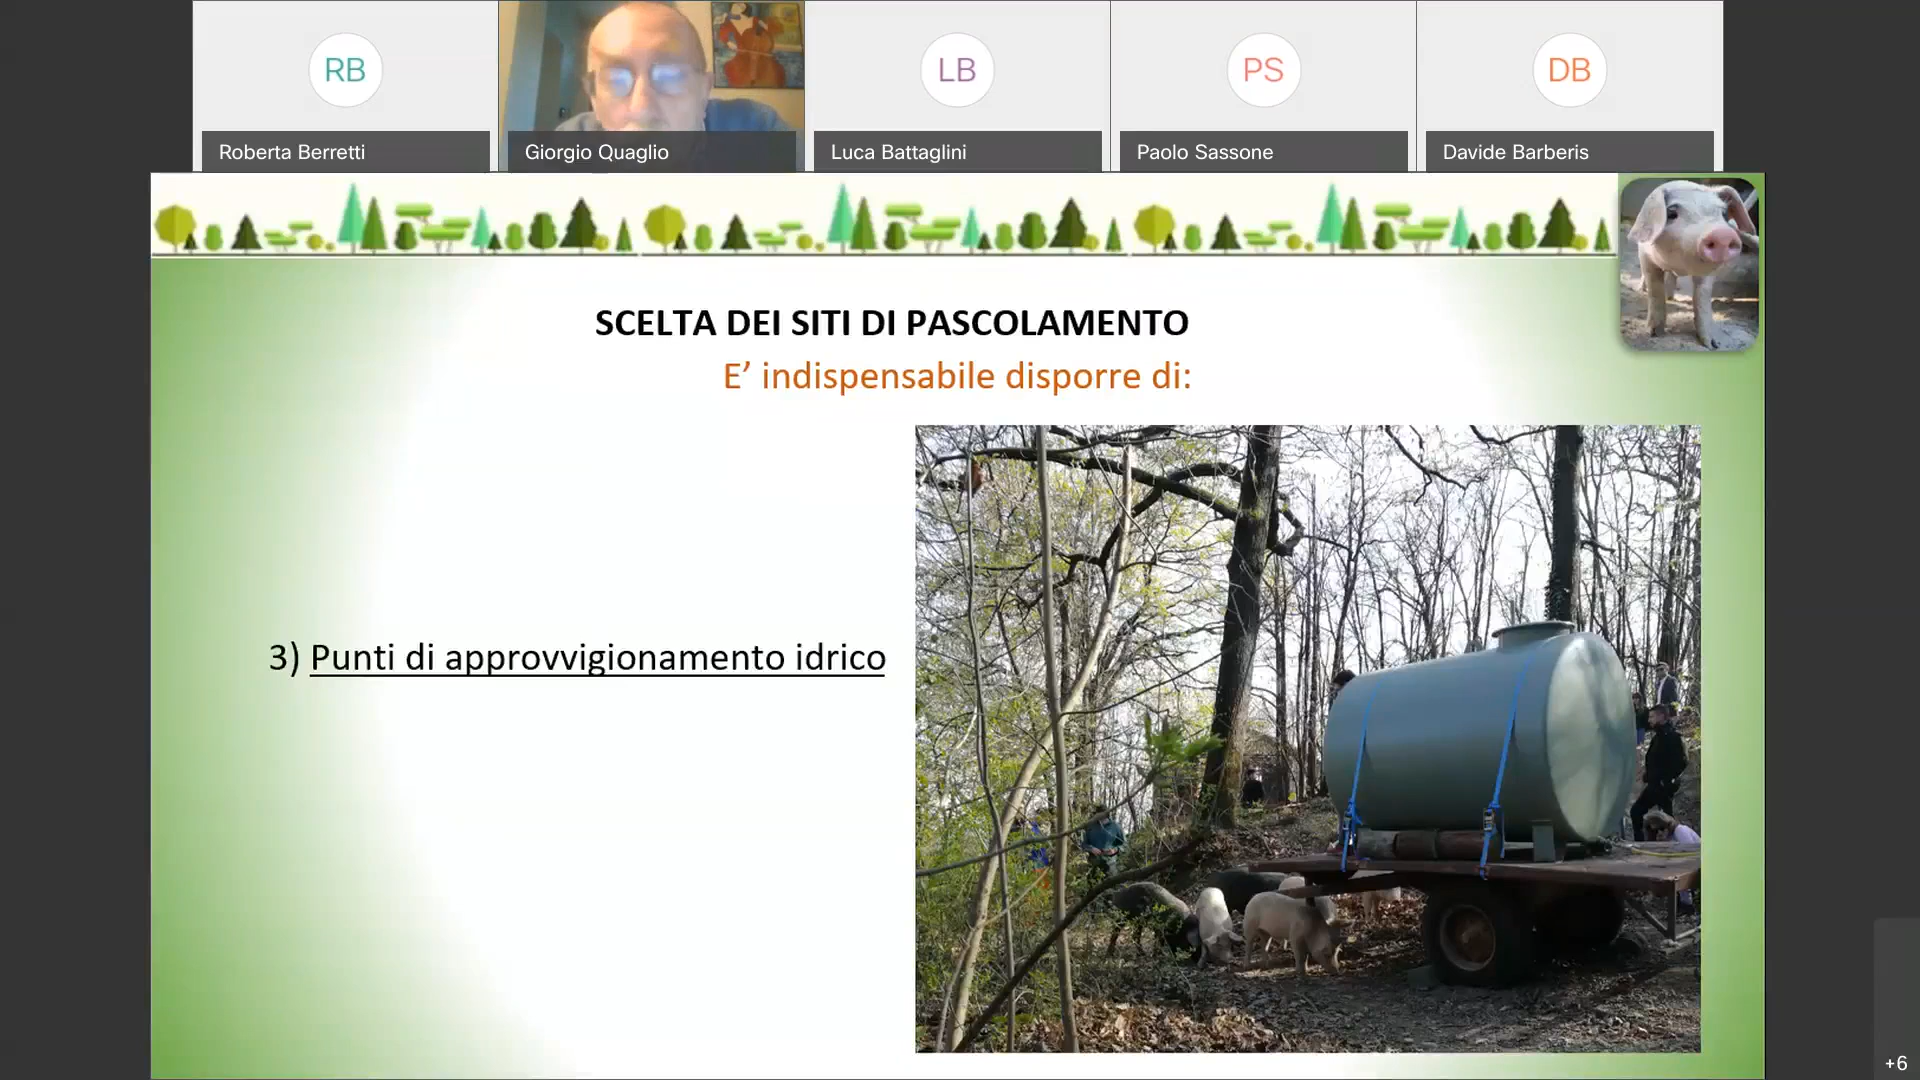 RB
LB
PS
DB
Roberta Berretti
Giorgio Quaglio
Luca Battaglini
Paolo Sassone
Davide Barberis
SCELTA DEI SITI DI PASCOLAMENTO
E’ indispensabile disporre di:
3) Punti di approvvigionamento idrico
+6